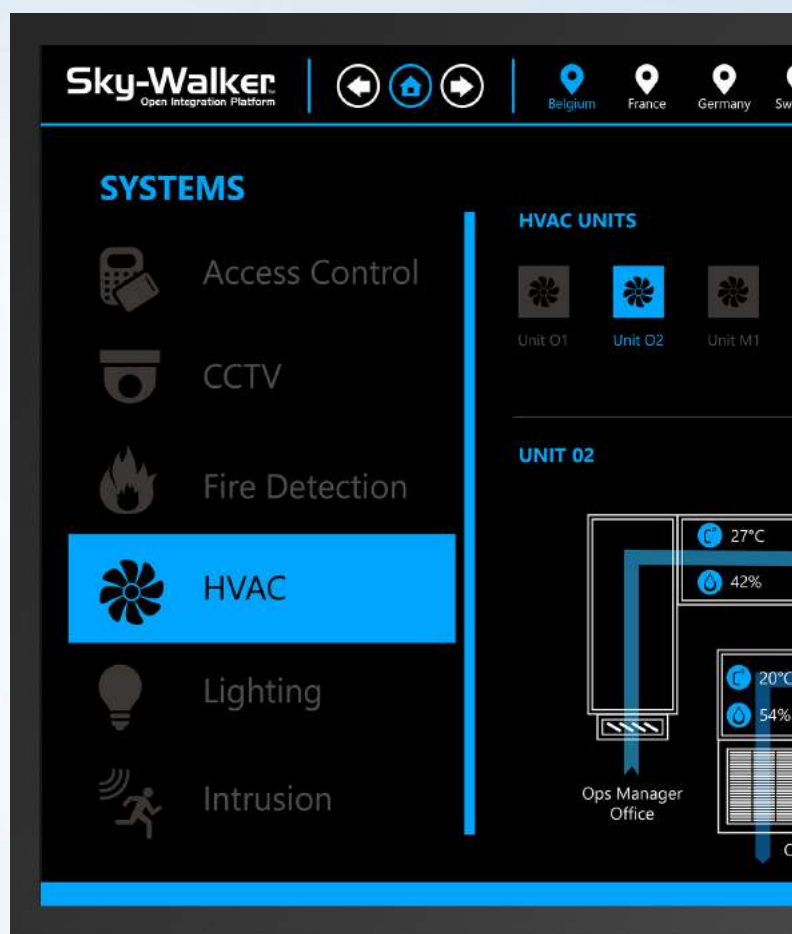 Sky-Walker
Open Integration Platform
Belgium
France
Germany
SYSTEMS
Access Control
CCTV
Fire Detection
HVAC
Lighting
Intrusion
HVAC UNITS
Unit O1
Unit O2
Unit M1
UNIT 02
27°C
42%
20°C
54%
Ops Manager
Office